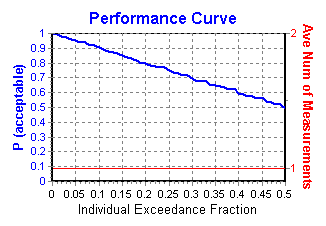 Performance Curve
P (acceptable)
1
0.9
0.8
0.7
0.6
0.5
0.4
0.3
0.2
0.1
0
0 0.05 0.1 0.15 0.2 0.25 0.3 0.35 0.4 0.45 0.5
Individual Exceedance Fraction
2
1
Ave Num of Measurements